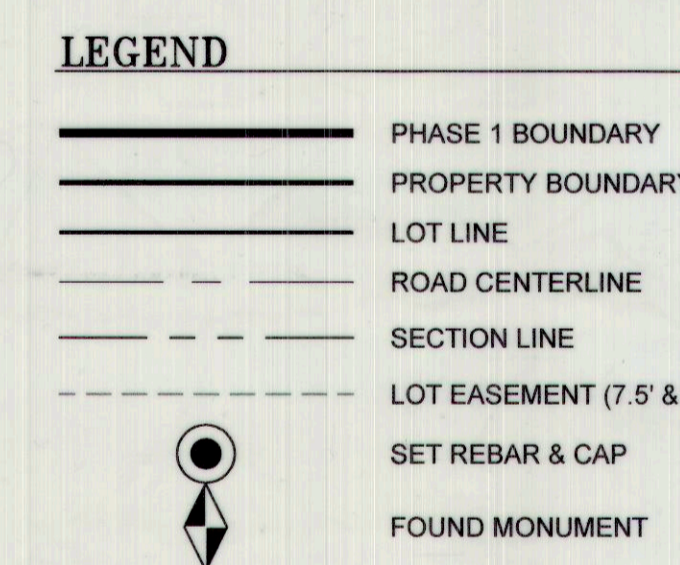 LEGEND
PHASE 1 BOUNDARY
PROPERTY BOUNDARY
LOT LINE
ROAD CENTERLINE
SECTION LINE
LOT EASEMENT (7.5' &
SET REBAR & CAP
FOUND MONUMENT